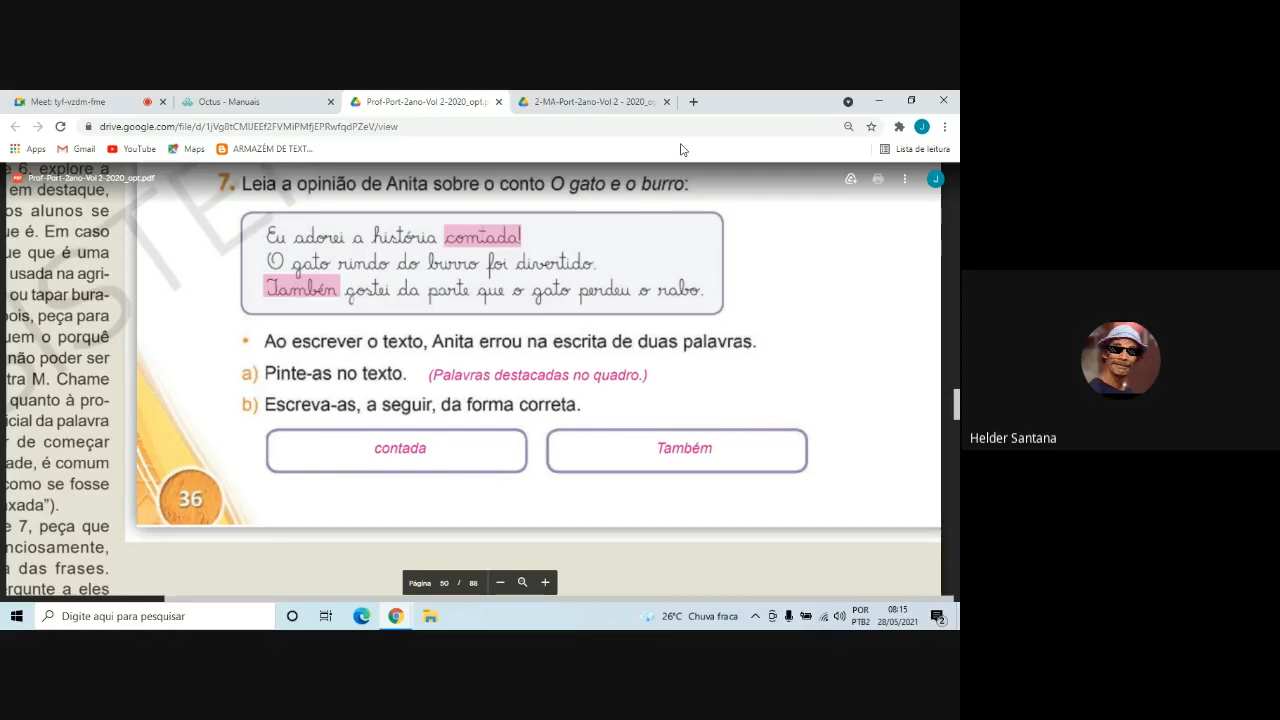 Meet: tyf-vzdm-fme
Octus - Manuais
Prof-Port-2ano-Vol 2-2020_opt.p
2-MA-Port-2ano-Vol 2 - 2020_op
drive.google.com/file/d/1jVg8tCMIJEEf2FVMiPMfjEPRwfqdPZeV/view
Apps
Gmail
YouTube
Maps
ARMAZÉM DE TEXT...
Lista de leitura
Prof-Port-2ano-Vol 2-2020_opt.pdf
e 6, explore a
em destaque,
os alunos se
ue é. Em caso
que que é uma
usada na agri-
ou tapar bura-
pois, peça para
uem o porquê
não poder ser
tra M. Chame
quanto à pro-
icial da palavra
r de começar
ade, é comum
como se fosse
xada").
e 7, peça que
nciosamente,
a das frases.
ergunte a eles
7. Leia a opinião de Anita sobre o conto O gato e o burro:
Eu adorei a história comtada!
O gato rindo do burro foi divertido.
Tambén gostei da parte que o gato perdeu o rabo.
• Ao escrever o texto, Anita errou na escrita de duas palavras.
a) Pinte-as no texto. (Palavras destacadas no quadro.)
b) Escreva-as, a seguir, da forma correta.
contada
Também
36
Página 50 / 88
Helder Santana
Digite aqui para pesquisar
26°C Chuva fraca
POR
PTB2
08:15
28/05/2021
2
J
J